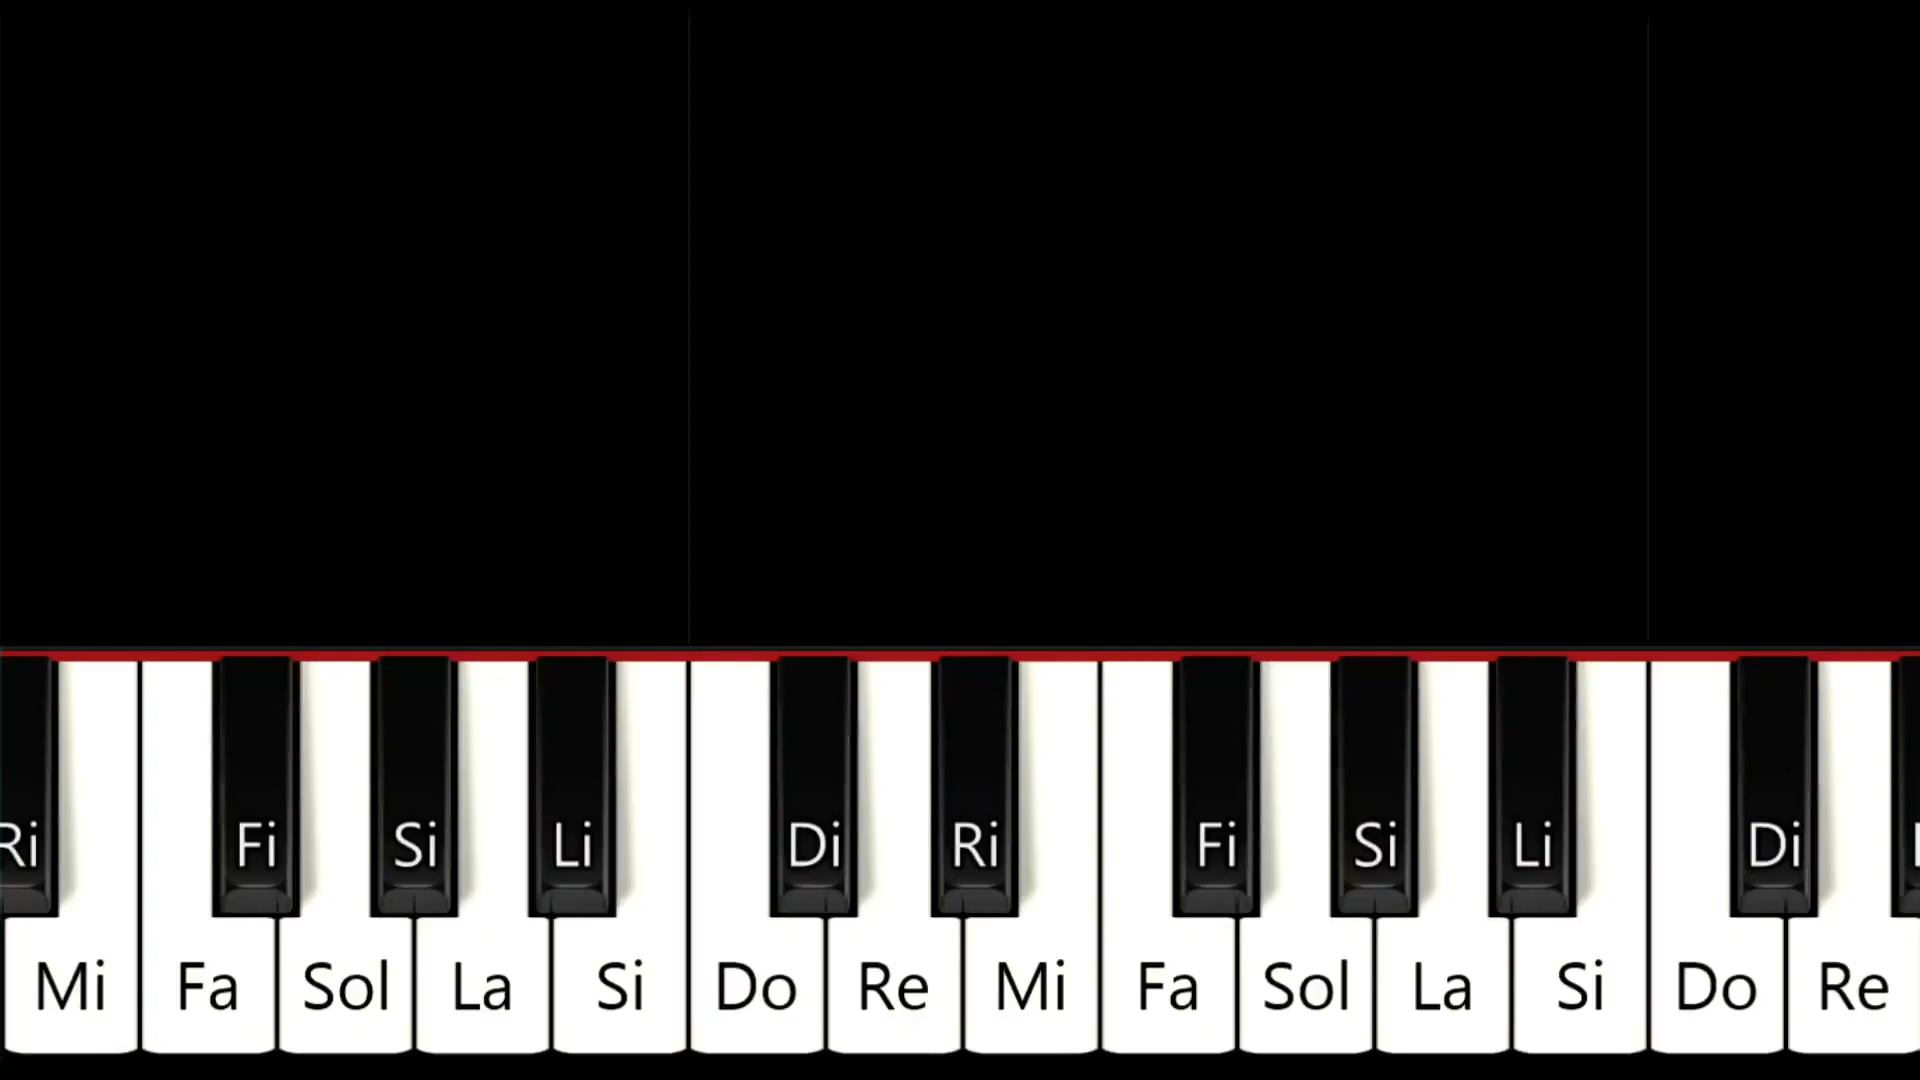 Ri Fi Si Li Di Ri Fi Si Li Di
Mi Fa Sol La Si Do Re Mi Fa Sol La Si Do Re